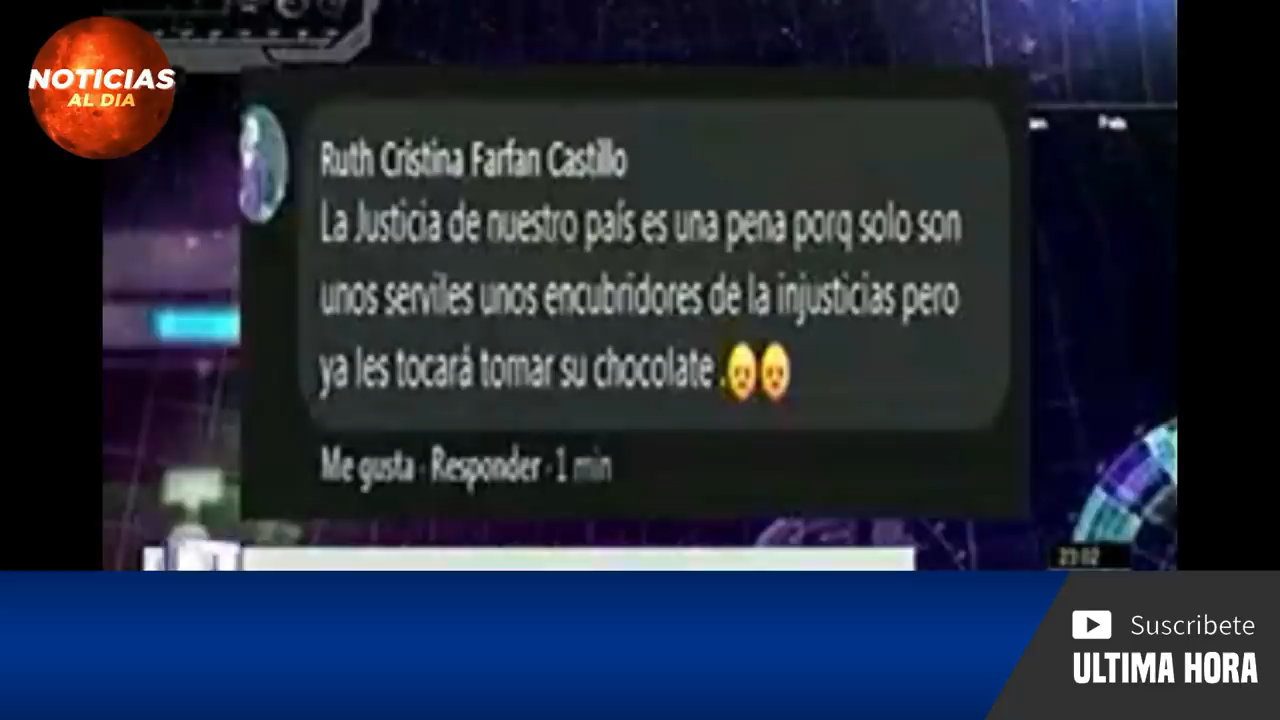 NOTICIAS
AL DIA
Ruth Cristina Farfan Castillo
La Justicia de nuestro país es una pena porq solo son
unos serviles unos encubridores de la injusticias pero
ya les tocará tomar su chocolate .
Me gusta · Responder · 1 min
23:02
Suscribete
ULTIMA HORA